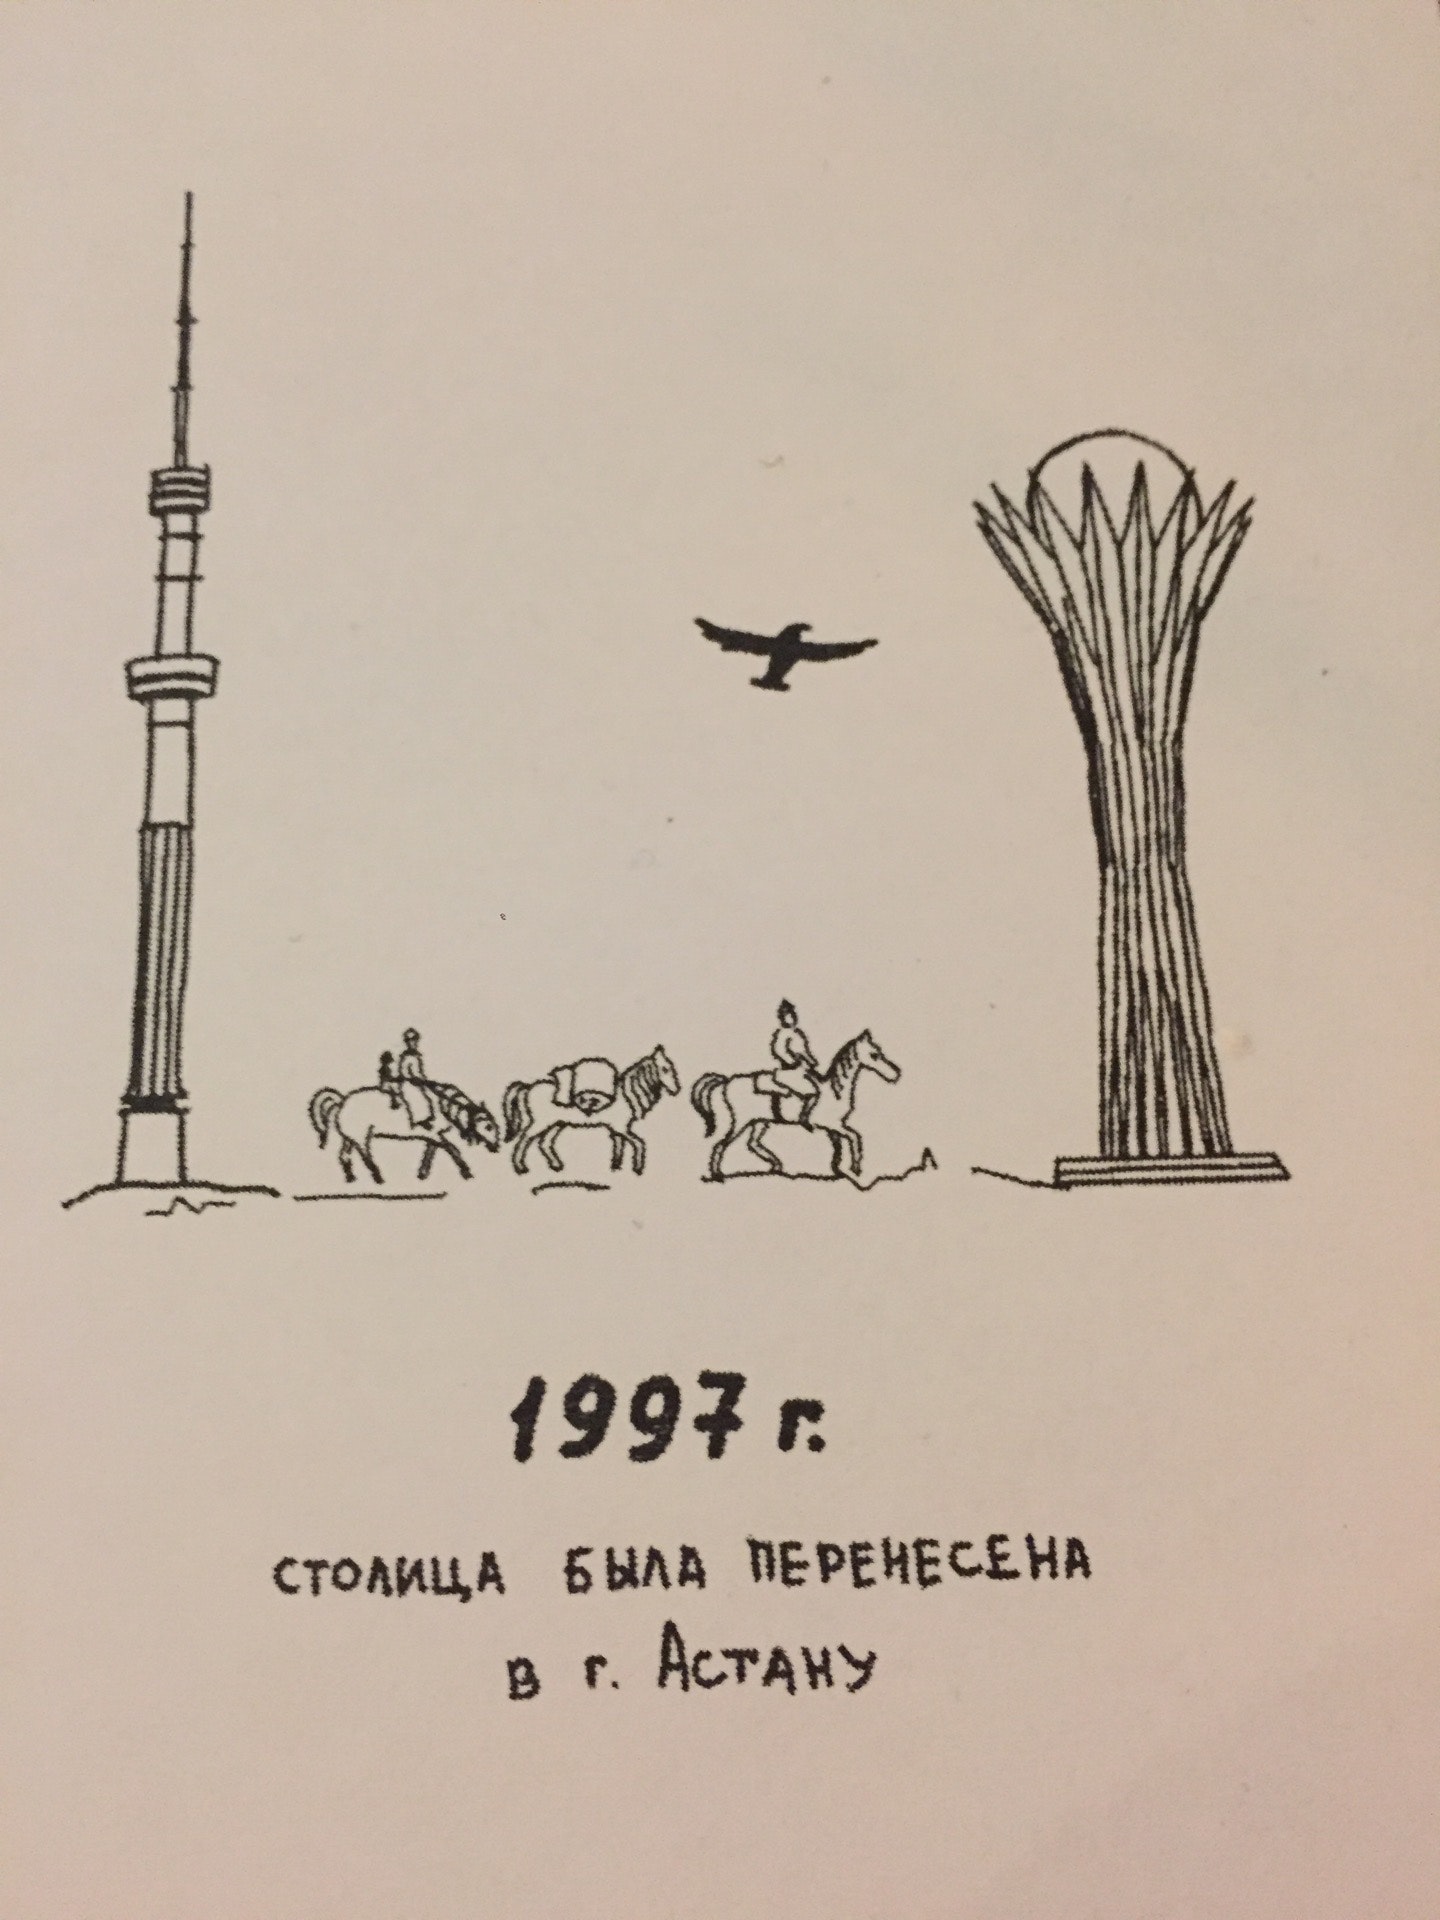 1997 г.
СТОЛИЦА БЫЛА ПЕРЕНЕСЕНА
в г. АСТАНУ